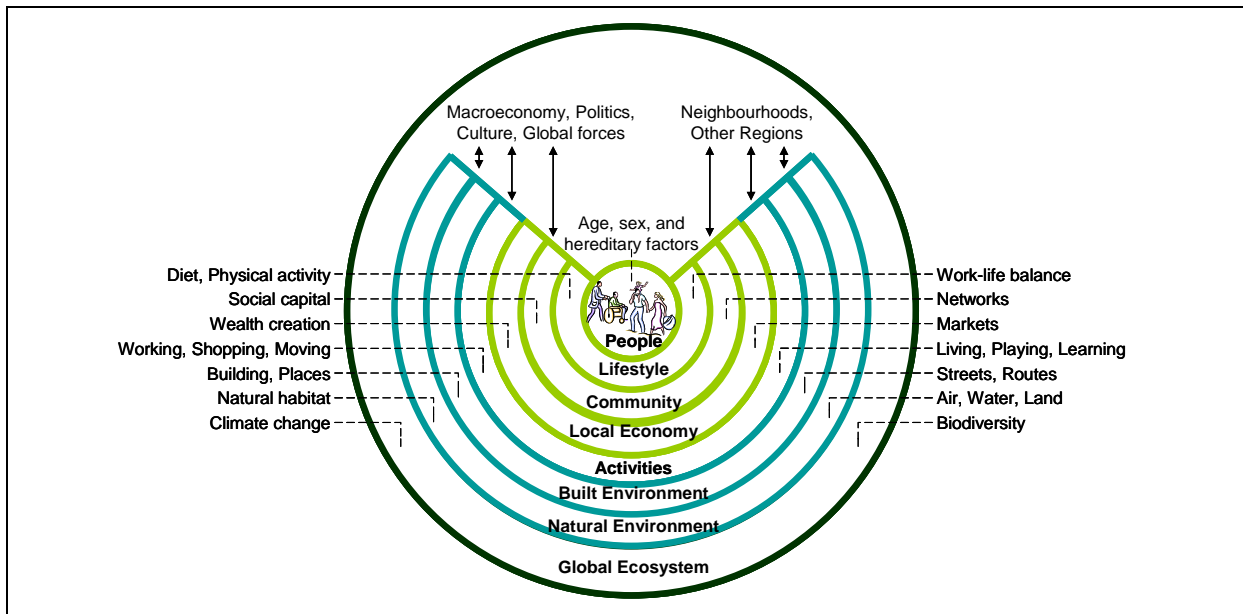 Macroeconomy, Politics,
Culture, Global forces
Neighbourhoods,
Other Regions
Age, sex, and
hereditary factors
Diet, Physical activity
Social capital
Wealth creation
Working, Shopping, Moving
Building, Places
Natural habitat
Climate change
Work-life balance
Networks
Markets
Living, Playing, Learning
Streets, Routes
Air, Water, Land
Biodiversity
People
Lifestyle
Community
Local Economy
Activities
Built Environment
Natural Environment
Global Ecosystem